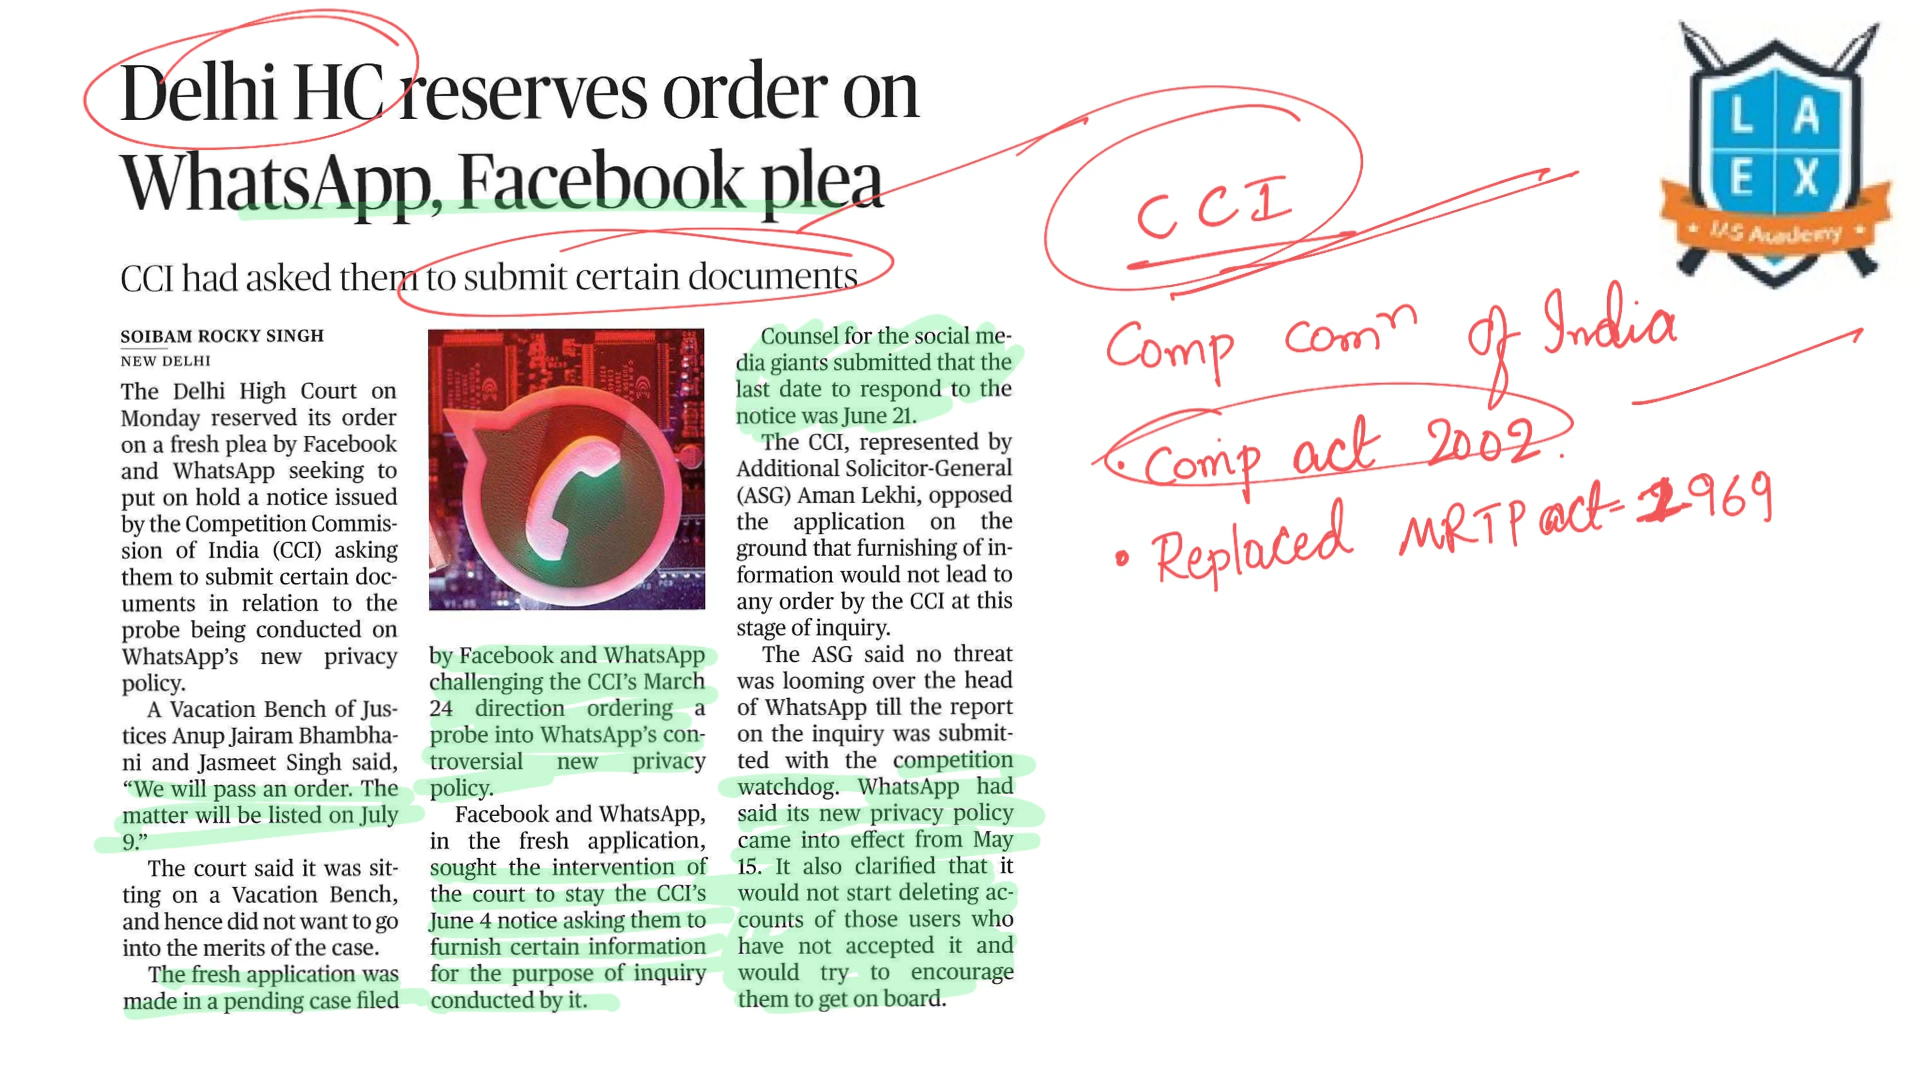 Delhi HC reserves order on
WhatsApp, Facebook plea
CCI had asked them to submit certain documents
SOIBAM ROCKY SINGH
NEW DELHI
The Delhi High Court on
Monday reserved its order
on a fresh plea by Facebook
and WhatsApp seeking to
put on hold a notice issued
by the Competition Commis-
sion of India (CCI) asking
them to submit certain doc-
uments in relation to the
probe being conducted on
WhatsApp's new privacy
policy.
A Vacation Bench of Jus-
tices Anup Jairam Bhambha-
ni and Jasmeet Singh said,
“We will pass an order. The
matter will be listed on July
9.”
The court said it was sit-
ting on a Vacation Bench,
and hence did not want to go
into the merits of the case.
The fresh application was
made in a pending case filed
by Facebook and WhatsApp
challenging the CCI's March
24 direction ordering a
probe into WhatsApp's con-
troversial new privacy
policy.
Facebook and WhatsApp,
in the fresh application,
sought the intervention of
the court to stay the CCI's
June 4 notice asking them to
furnish certain information
for the purpose of inquiry
conducted by it.
Counsel for the social me-
dia giants submitted that the
last date to respond to the
notice was June 21.
The CCI, represented by
Additional Solicitor-General
(ASG) Aman Lekhi, opposed
the application on the
ground that furnishing of in-
formation would not lead to
any order by the CCI at this
stage of inquiry.
The ASG said no threat
was looming over the head
of WhatsApp till the report
on the inquiry was submit-
ted with the competition
watchdog. WhatsApp had
said its new privacy policy
came into effect from May
15. It also clarified that it
would not start deleting ac-
counts of those users who
have not accepted it and
would try to encourage
them to get on board.
CCI
Comp comⁿ of India
• Comp act 2002.
• Replaced MRTP act - 1969
L A
E X
IAS Academy